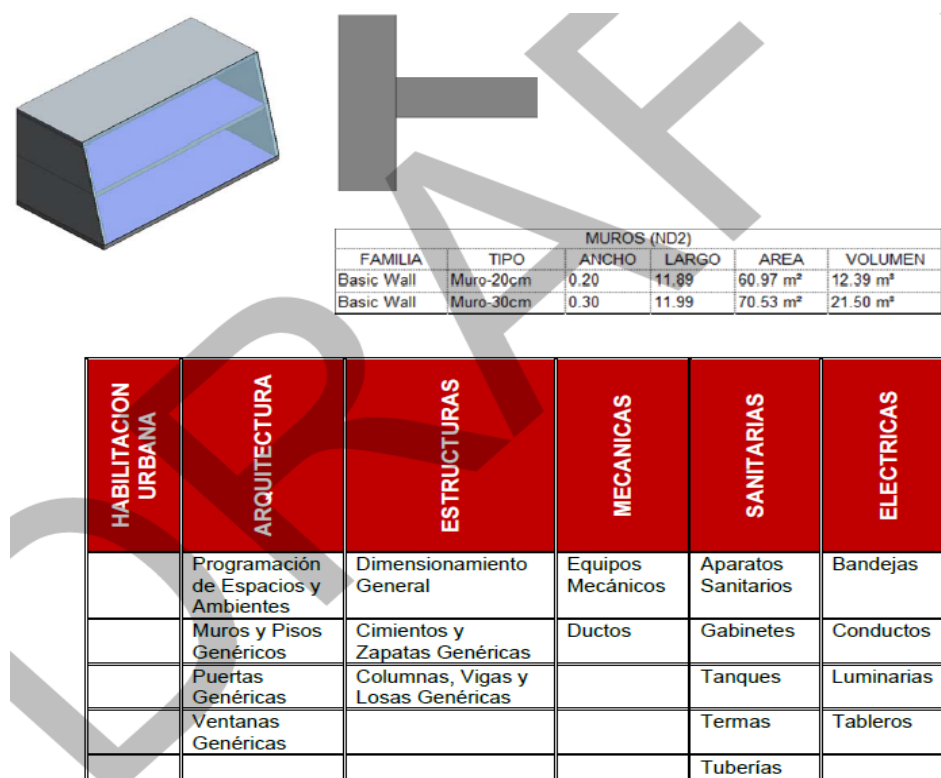 DRAF
MUROS (ND2)
FAMILIA TIPO ANCHO LARGO AREA VOLUMEN
Basic Wall Muro-20cm 0.20 11.89 60.97 m² 12.39 m³
Basic Wall Muro-30cm 0.30 11.99 70.53 m² 21.50 m³
HABILITACION
URBANA
ARQUITECTURA
ESTRUCTURAS
MECANICAS
SANITARIAS
ELECTRICAS
Programación
de Espacios y
Ambientes
Dimensionamiento
General
Equipos
Mecánicos
Aparatos
Sanitarios
Bandejas
Muros y Pisos
Genéricos
Cimientos y
Zapatas Genéricas
Ductos
Gabinetes
Conductos
Puertas
Genéricas
Columnas, Vigas y
Losas Genéricas
Tanques
Luminarias
Ventanas
Genéricas
Termas
Tableros
Tuberías